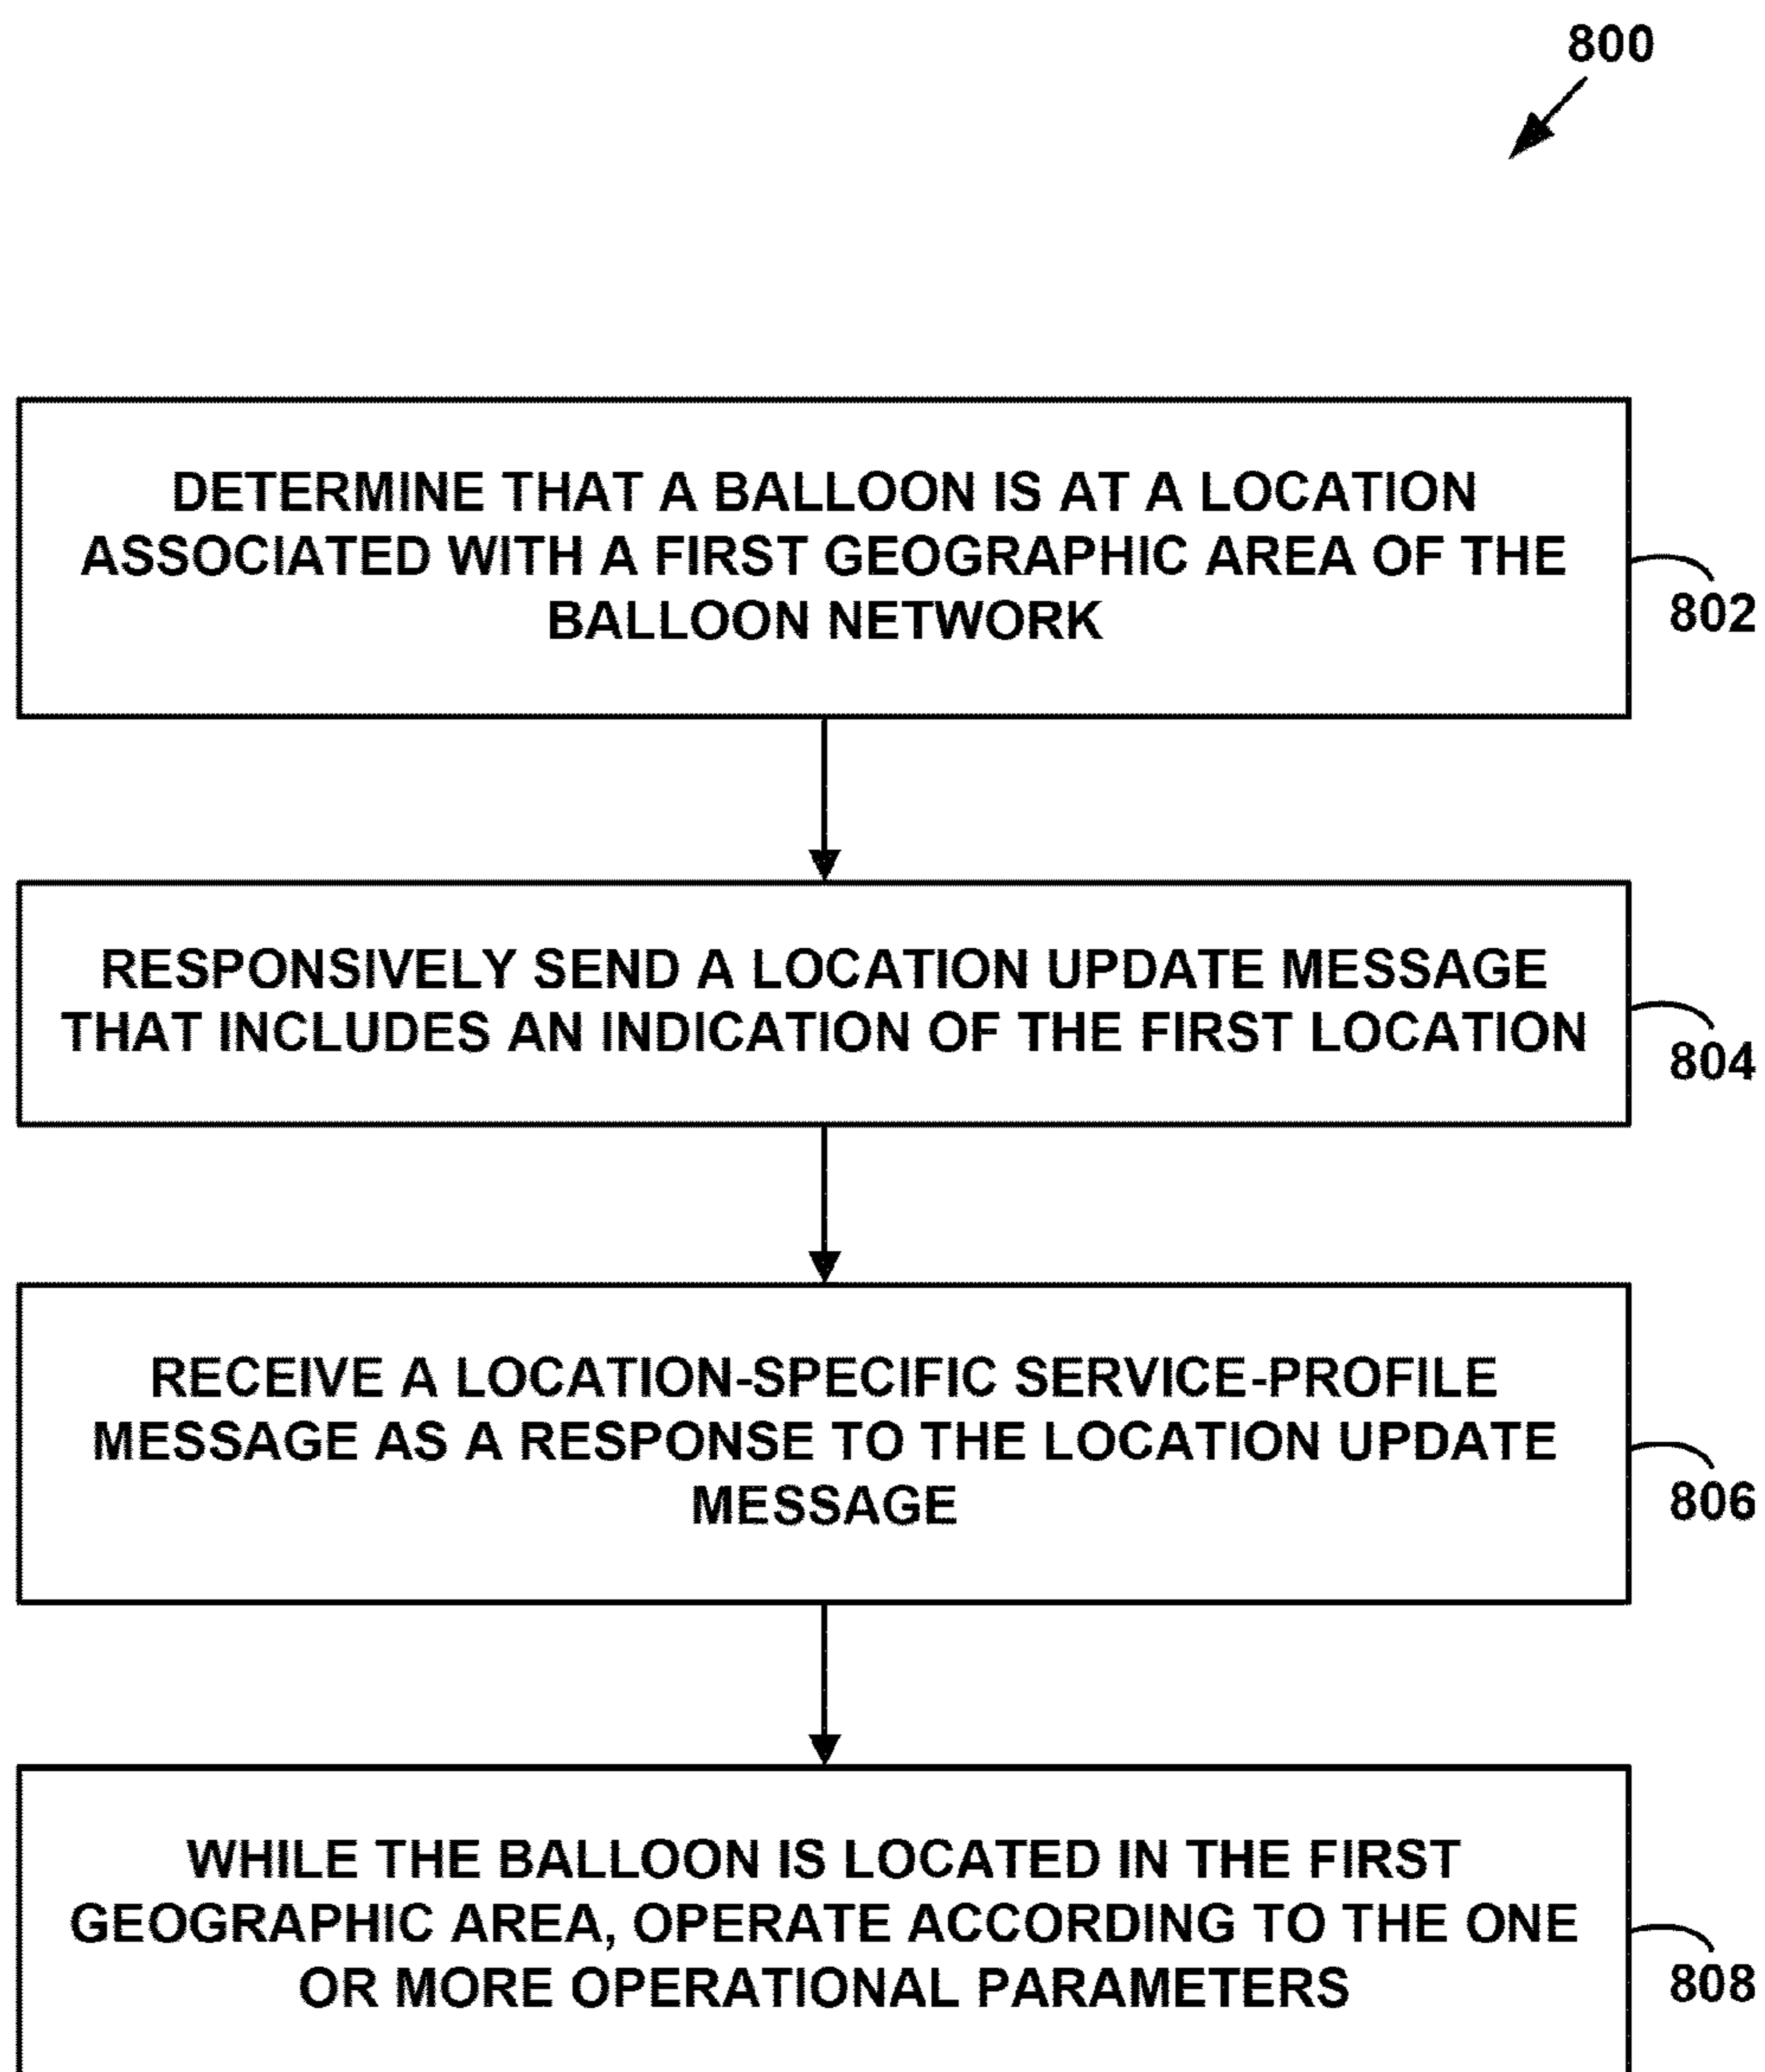 800
DETERMINE THAT A BALLOON IS AT A LOCATION
ASSOCIATED WITH A FIRST GEOGRAPHIC AREA OF THE
BALLOON NETWORK
802
RESPONSIVELY SEND A LOCATION UPDATE MESSAGE
THAT INCLUDES AN INDICATION OF THE FIRST LOCATION
804
RECEIVE A LOCATION-SPECIFIC SERVICE-PROFILE
MESSAGE AS A RESPONSE TO THE LOCATION UPDATE
MESSAGE
806
WHILE THE BALLOON IS LOCATED IN THE FIRST
GEOGRAPHIC AREA, OPERATE ACCORDING TO THE ONE
OR MORE OPERATIONAL PARAMETERS
808